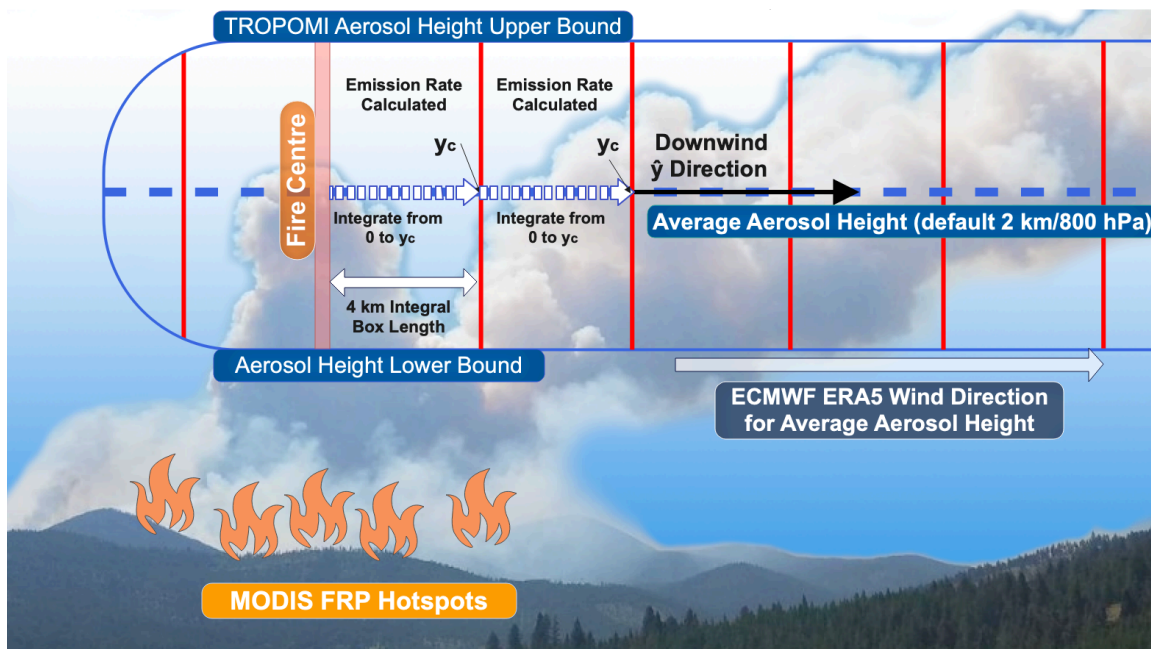 TROPOMI Aerosol Height Upper Bound
Emission Rate
Calculated
Emission Rate
Calculated
Fire Centre
yc
yc
Downwind
ŷ Direction
Integrate from
0 to yc
Integrate from
0 to yc
Average Aerosol Height (default 2 km/800 hPa)
4 km Integral
Box Length
Aerosol Height Lower Bound
ECMWF ERA5 Wind Direction
for Average Aerosol Height
MODIS FRP Hotspots